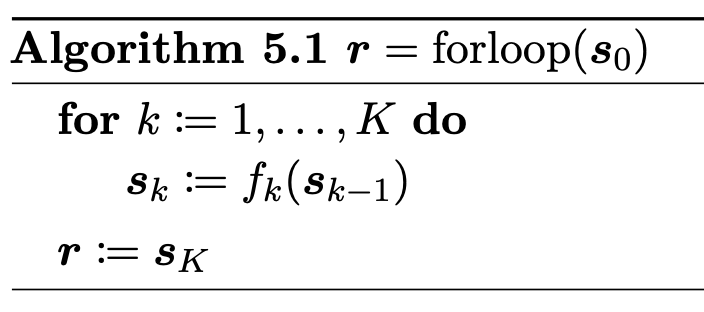 Algorithm 5.1 r = forloop(s₀)
for k := 1, . . . , K do
sₖ := fₖ(sₖ₋₁)
r := s_K